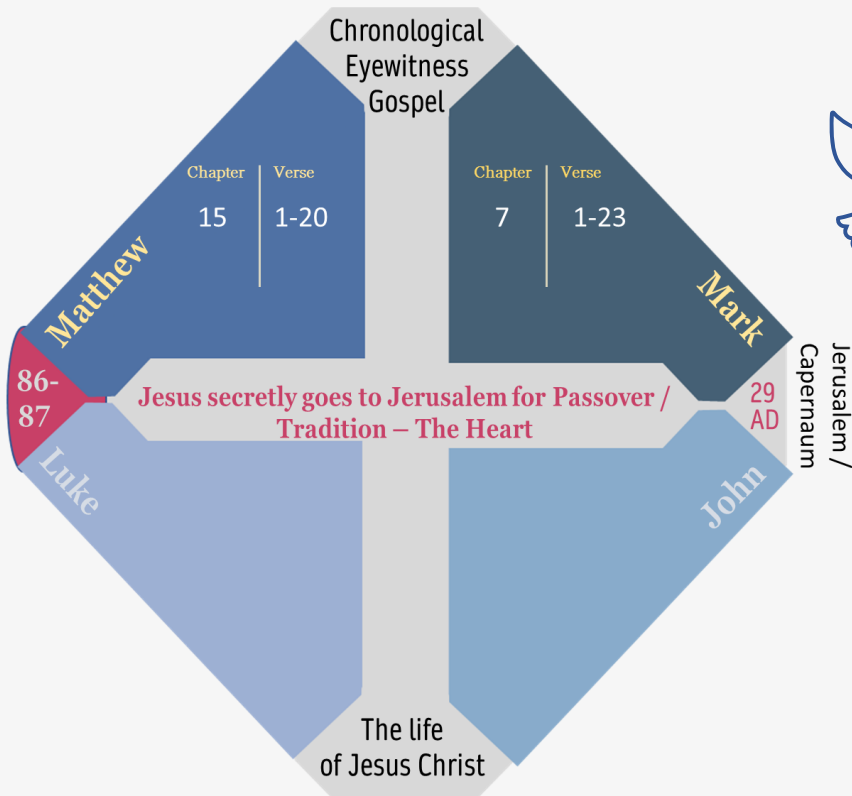 Chronological
Eyewitness
Gospel
Chapter Verse
15 1-20
Chapter Verse
7 1-23
Matthew
Mark
86-
87
Jesus secretly goes to Jerusalem for Passover /
Tradition – The Heart
29
AD
Jerusalem /
Capernaum
Luke
John
The life
of Jesus Christ